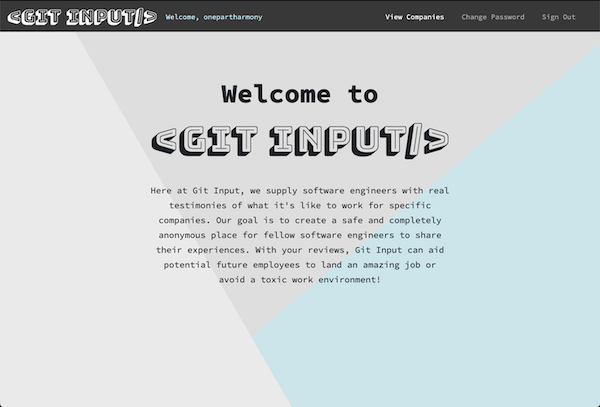 <GIT INPUT/> Welcome, onepartharmony View Companies Change Password Sign Out
Welcome to
<GIT INPUT/>
Here at Git Input, we supply software engineers with real
testimonies of what it's like to work for specific
companies. Our goal is to create a safe and completely
anonymous place for fellow software engineers to share
their experiences. With your reviews, Git Input can aid
potential future employees to land an amazing job or
avoid a toxic work environment!